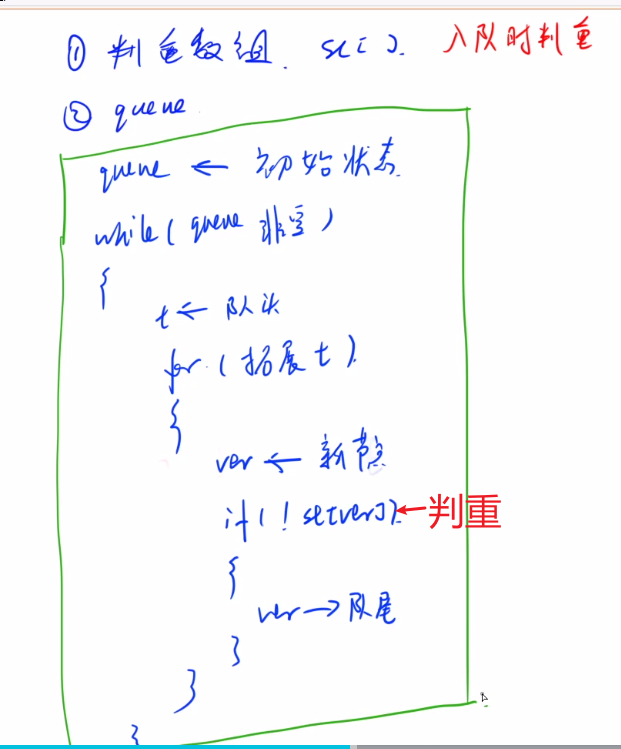 ① 判重数组. st[]. 入队时判重
② queue
queue ← 初始状态
while( queue 非空 )
{
t ← 队头
for ( 拓展 t )
{
ver ← 新节点
if ( ! st[ver] ) ← 判重
{
ver → 队尾
}
}
}